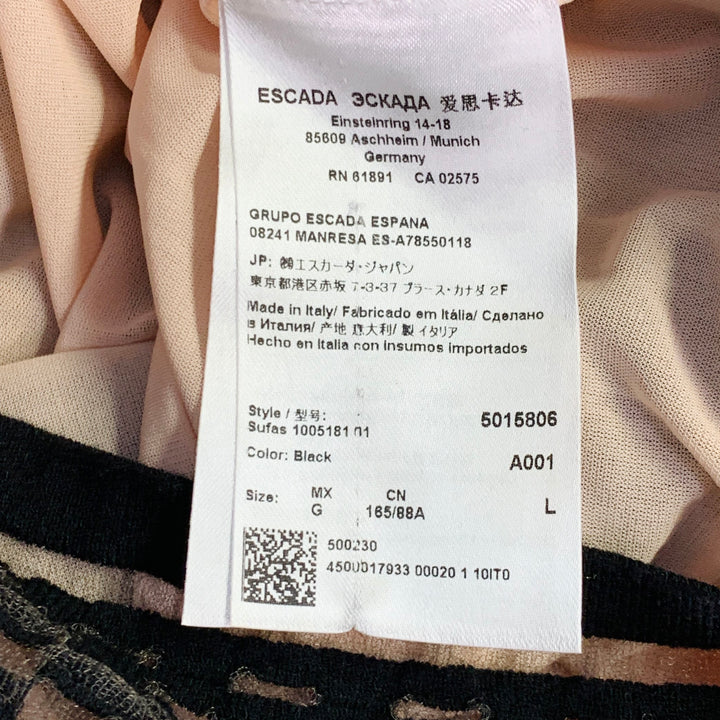 ESCADA ЭСКАДА 爱思卡达
Einsteinring 14-18
85609 Aschheim / Munich
Germany
RN 61891 CA 02575
GRUPO ESCADA ESPANA
08241 MANRESA ES-A78550118
JP: ㈱エスカーダ・ジャパン
東京都港区赤坂 7-3-37 プラース・カナダ 2F
Made in Italy/ Fabricado em Itália/ Сделано
в Италия/ 产地 意大利/ 製 イタリア
Hecho en Italia con insumos importados
Style / 型号: 5015806
Sufas 1005181 01
Color: Black A001
Size: MX CN L
G 165/88A
500230
4500017933 00020 1 10IT0